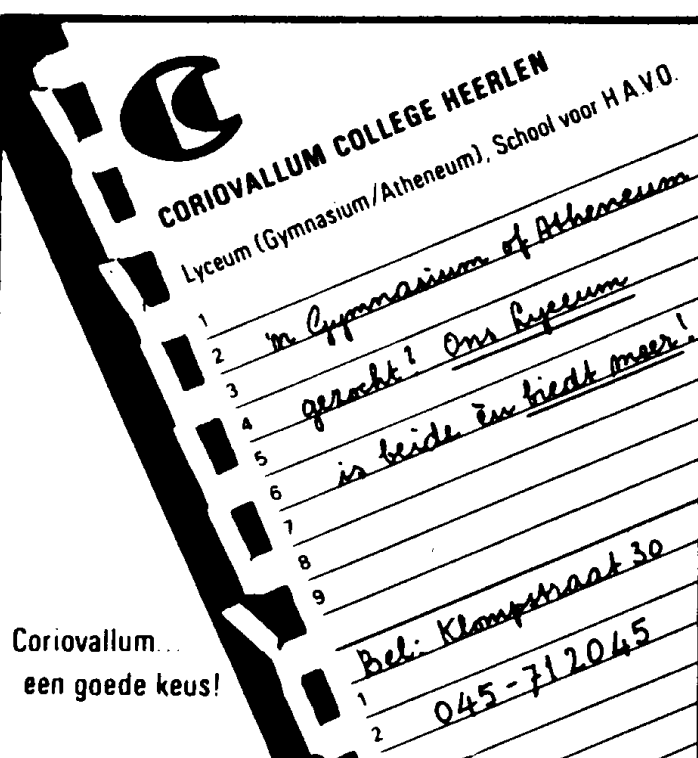 CORIOVALLUM COLLEGE HEERLEN
Lyceum (Gymnasium/Atheneum), School voor H.A.V.O.
1
'n Gymnasium of Atheneum
2
3
gezocht? Ons Lyceum
4
5
is beide èn biedt meer!
6
7
8
9
Bel: Klompstraat 30
1
045-712045
2
Coriovallum...
een goede keus!